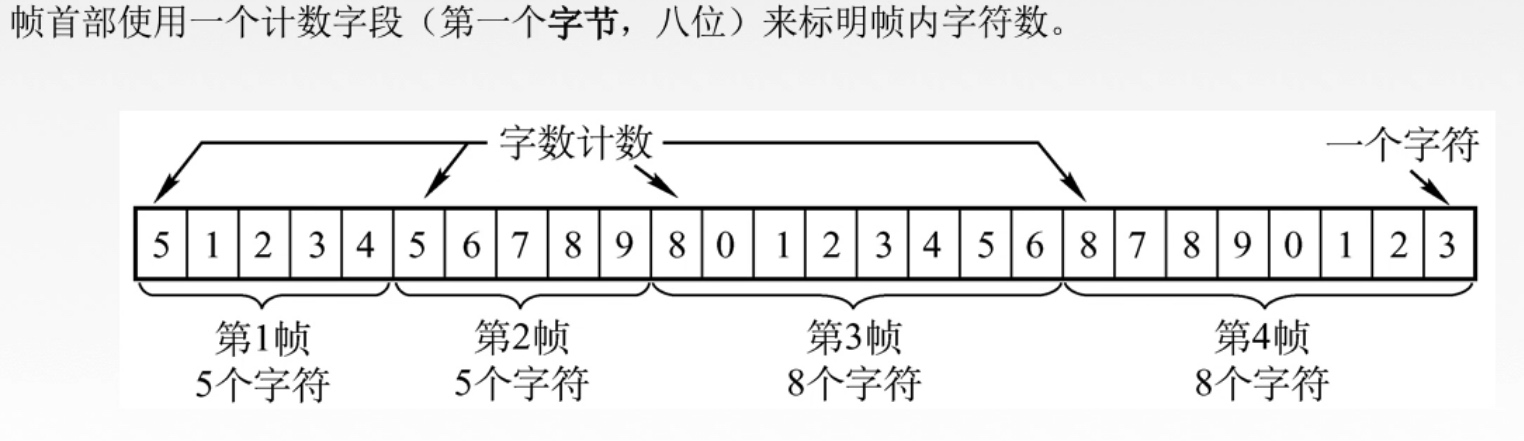 帧首部使用一个计数字段（第一个字节，八位）来标明帧内字符数。
字数计数
一个字符
5 1 2 3 4 5 6 7 8 9 8 0 1 2 3 4 5 6 8 7 8 9 0 1 2 3
第1帧 第2帧 第3帧 第4帧
5个字符 5个字符 8个字符 8个字符